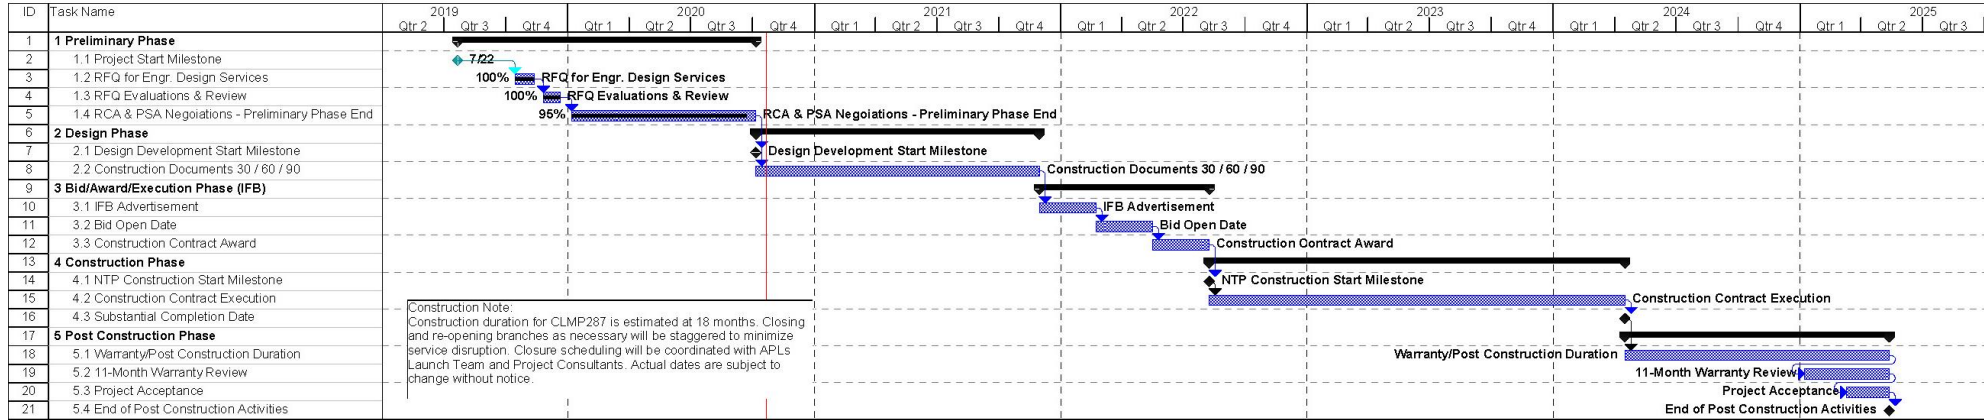 ID Task Name 2019 2020 2021 2022 2023 2024 2025
Qtr 2 Qtr 3 Qtr 4 Qtr 1 Qtr 2 Qtr 3 Qtr 4 Qtr 1 Qtr 2 Qtr 3 Qtr 4 Qtr 1 Qtr 2 Qtr 3 Qtr 4 Qtr 1 Qtr 2 Qtr 3 Qtr 4 Qtr 1 Qtr 2 Qtr 3 Qtr 4 Qtr 1 Qtr 2 Qtr 3
1 1 Preliminary Phase
2 1.1 Project Start Milestone 7/22
3 1.2 RFQ for Engr. Design Services 100% RFQ for Engr. Design Services
4 1.3 RFQ Evaluations & Review 100% RFQ Evaluations & Review
5 1.4 RCA & PSA Negoiations - Preliminary Phase End 95% RCA & PSA Negoiations - Preliminary Phase End
6 2 Design Phase
7 2.1 Design Development Start Milestone Design Development Start Milestone
8 2.2 Construction Documents 30 / 60 / 90 Construction Documents 30 / 60 / 90
9 3 Bid/Award/Execution Phase (IFB)
10 3.1 IFB Advertisement IFB Advertisement
11 3.2 Bid Open Date Bid Open Date
12 3.3 Construction Contract Award Construction Contract Award
13 4 Construction Phase
14 4.1 NTP Construction Start Milestone NTP Construction Start Milestone
15 4.2 Construction Contract Execution Construction Contract Execution
16 4.3 Substantial Completion Date
17 5 Post Construction Phase
18 5.1 Warranty/Post Construction Duration Warranty/Post Construction Duration
19 5.2 11-Month Warranty Review 11-Month Warranty Review
20 5.3 Project Acceptance Project Acceptance
21 5.4 End of Post Construction Activities End of Post Construction Activities
Construction Note:
Construction duration for CLMP287 is estimated at 18 months. Closing
and re-opening branches as necessary will be staggered to minimize
service disruption. Closure scheduling will be coordinated with APLs
Launch Team and Project Consultants. Actual dates are subject to
change without notice.